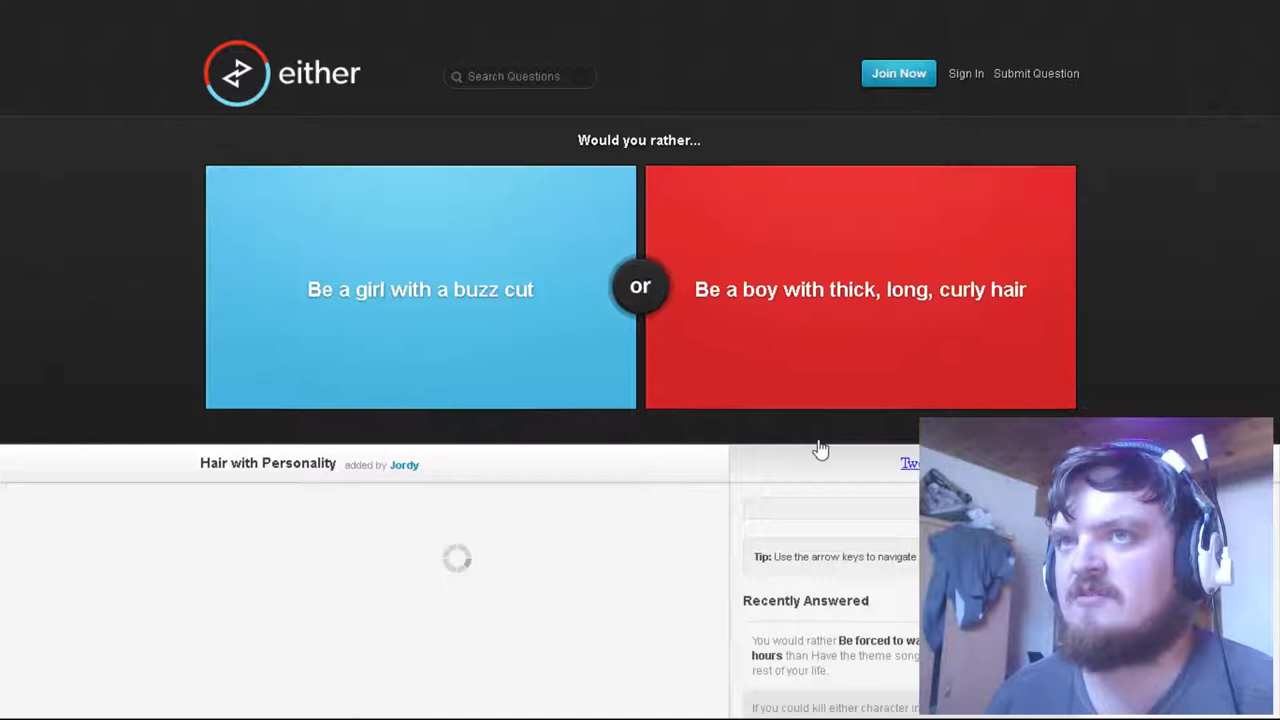 either
Search Questions
Join Now
Sign In
Submit Question
Would you rather...
Be a girl with a buzz cut
or
Be a boy with thick, long, curly hair
Hair with Personality
added by Jordy
Tip: Use the arrow keys to navigate
Recently Answered
You would rather Be forced to
hours than Have the theme song
rest of your life.
If you could kill either character in